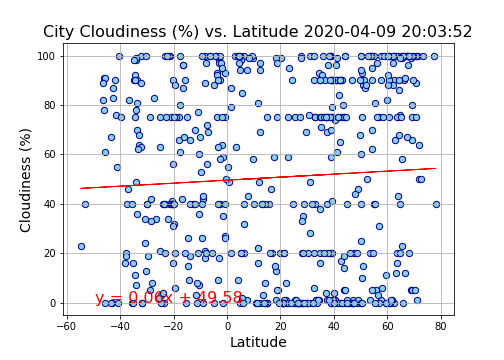 City Cloudiness (%) vs. Latitude 2020-04-09 20:03:52
100
80
60
40
20
0
Cloudiness (%)
y = 0.06x + 49.58
−60 −40 −20 0 20 40 60 80
Latitude